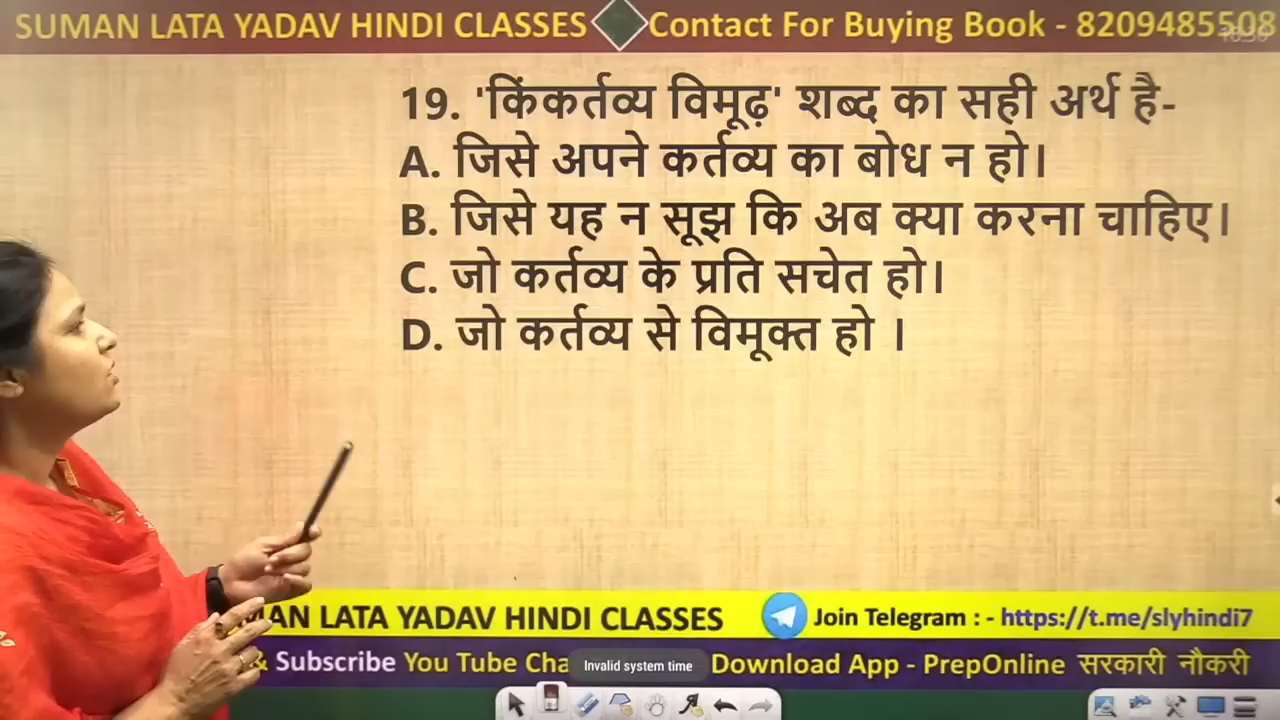 SUMAN LATA YADAV HINDI CLASSES Contact For Buying Book - 8209485508
19. 'किंकर्तव्य विमूढ़' शब्द का सही अर्थ है-
A. जिसे अपने कर्तव्य का बोध न हो।
B. जिसे यह न सूझ कि अब क्या करना चाहिए।
C. जो कर्तव्य के प्रति सचेत हो।
D. जो कर्तव्य से विमूक्त हो ।
MAN LATA YADAV HINDI CLASSES Join Telegram : - https://t.me/slyhindi7
& Subscribe You Tube Cha Invalid system time Download App - PrepOnline सरकारी नौकरी